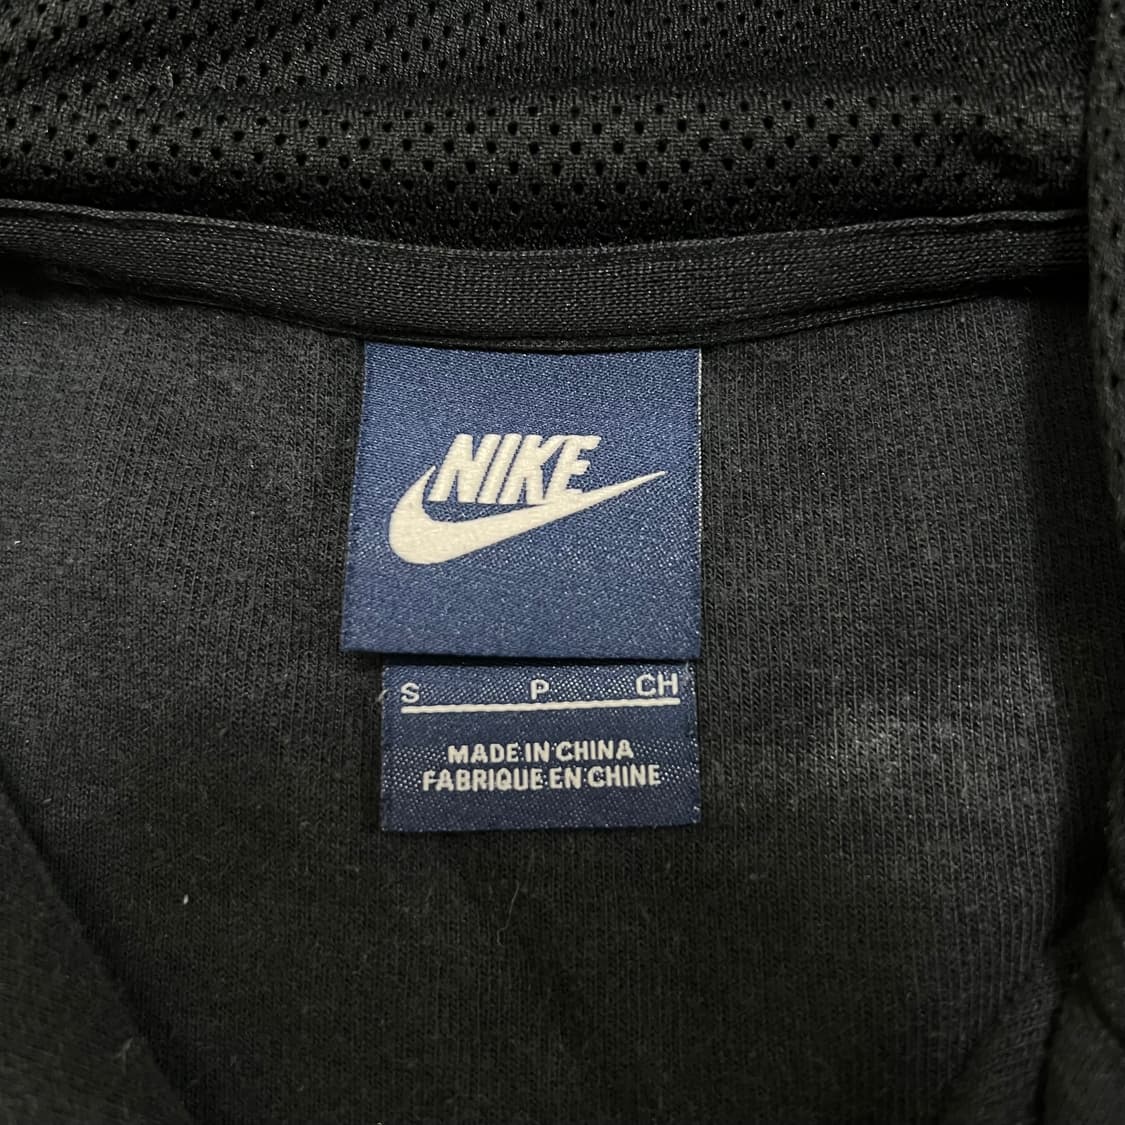 NIKE
S P CH
MADE IN CHINA
FABRIQUE EN CHINE